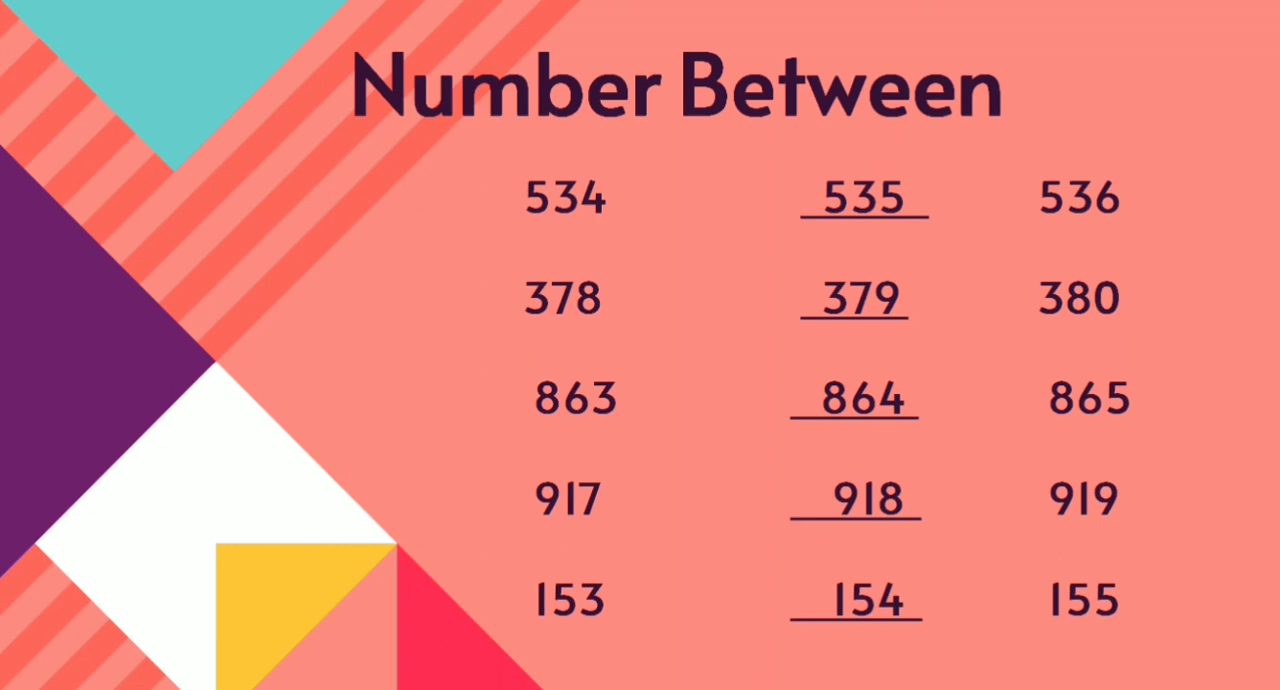 Number Between
534 535 536
378 379 380
863 864 865
917 918 919
153 154 155